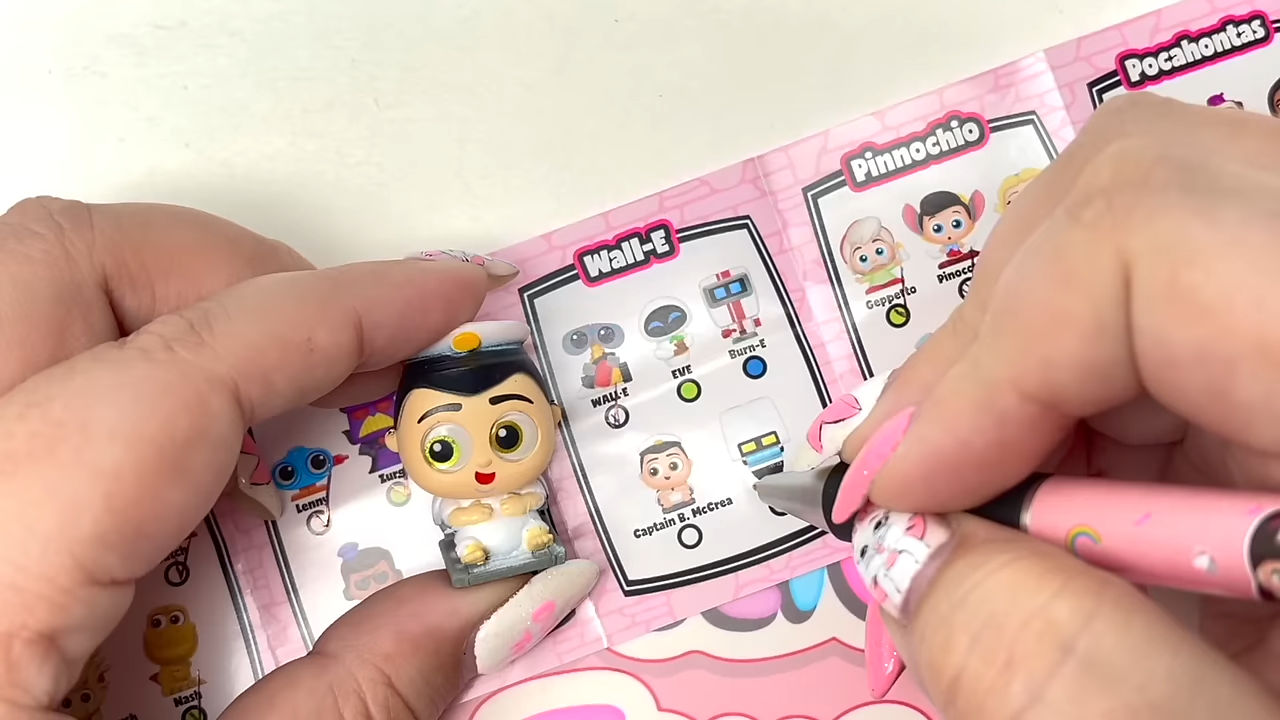 Pocahontas
Pinnochio
Wall-E
Geppetto
WALL-E
EVE
Burn-E
Lenny
Captain B. McCrea
Nash